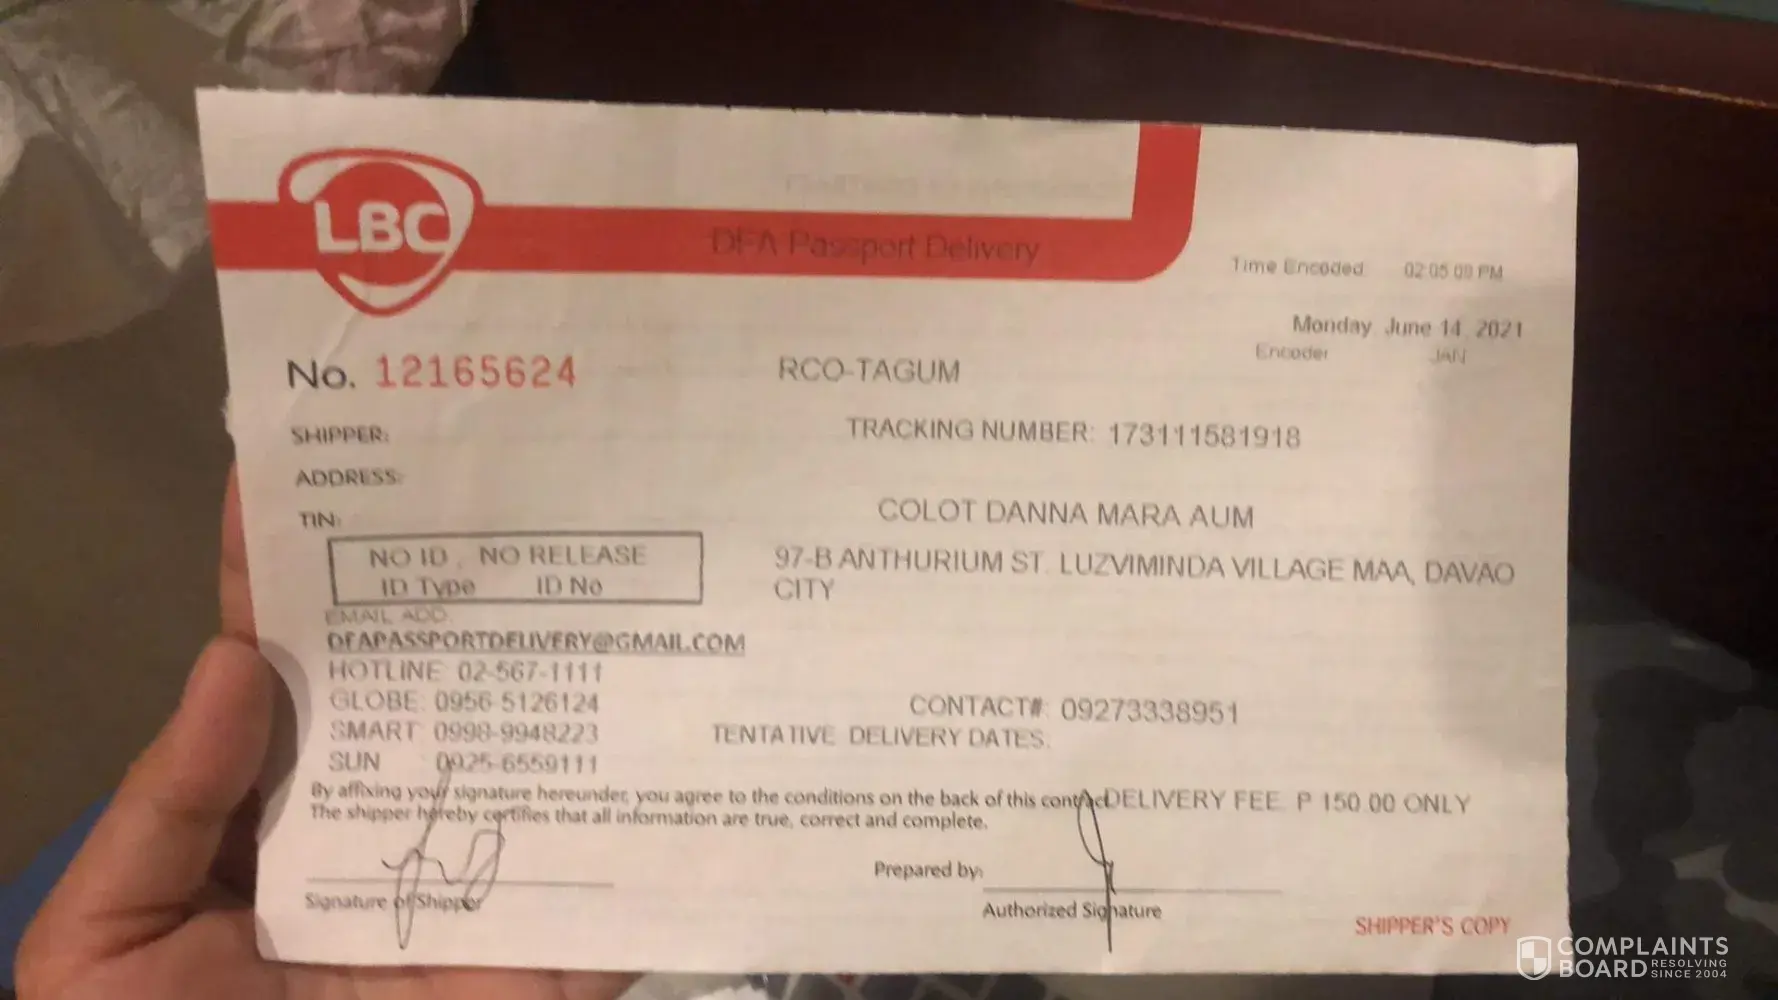 LBC
DFA Passport Delivery
Time Encoded 02:05:09 PM
Monday June 14, 2021
Encoder JAN
No. 12165624
RCO-TAGUM
SHIPPER:
TRACKING NUMBER: 173111581918
ADDRESS:
TIN:
COLOT DANNA MARA AUM
NO ID , NO RELEASE
ID Type ID No
97-B ANTHURIUM ST. LUZVIMINDA VILLAGE MAA, DAVAO
CITY
EMAIL ADD:
DFAPASSPORTDELIVERY@GMAIL.COM
HOTLINE: 02-567-1111
GLOBE: 0956-5126124
SMART: 0998-9948223
SUN 0925-6559111
CONTACT#: 09273338951
TENTATIVE DELIVERY DATES:
By affixing your signature hereunder, you agree to the conditions on the back of this contrac DELIVERY FEE: P 150.00 ONLY
The shipper hereby certifies that all information are true, correct and complete.
Signature of Shipper
Prepared by:
Authorized Signature
SHIPPER'S COPY
COMPLAINTS
BOARD RESOLVING
SINCE 2004